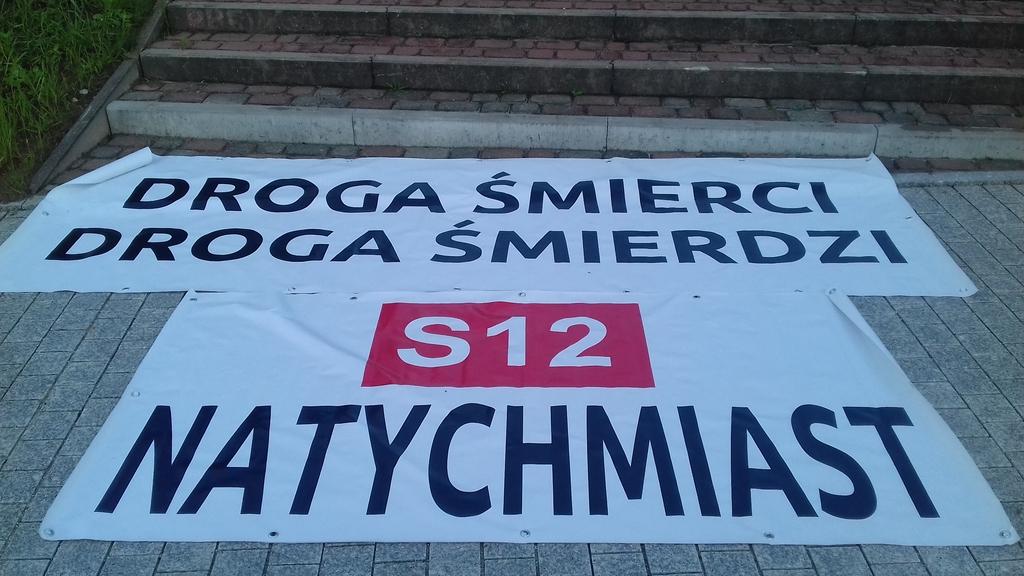 DROGA ŚMIERCI
DROGA ŚMIERDZI
S12
NATYCHMIAST